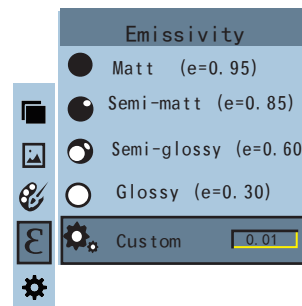 Emissivity
Matt (e=0.95)
Semi-matt (e=0.85)
Semi-glossy (e=0.60
Glossy (e=0.30)
ε
Custom 0.01